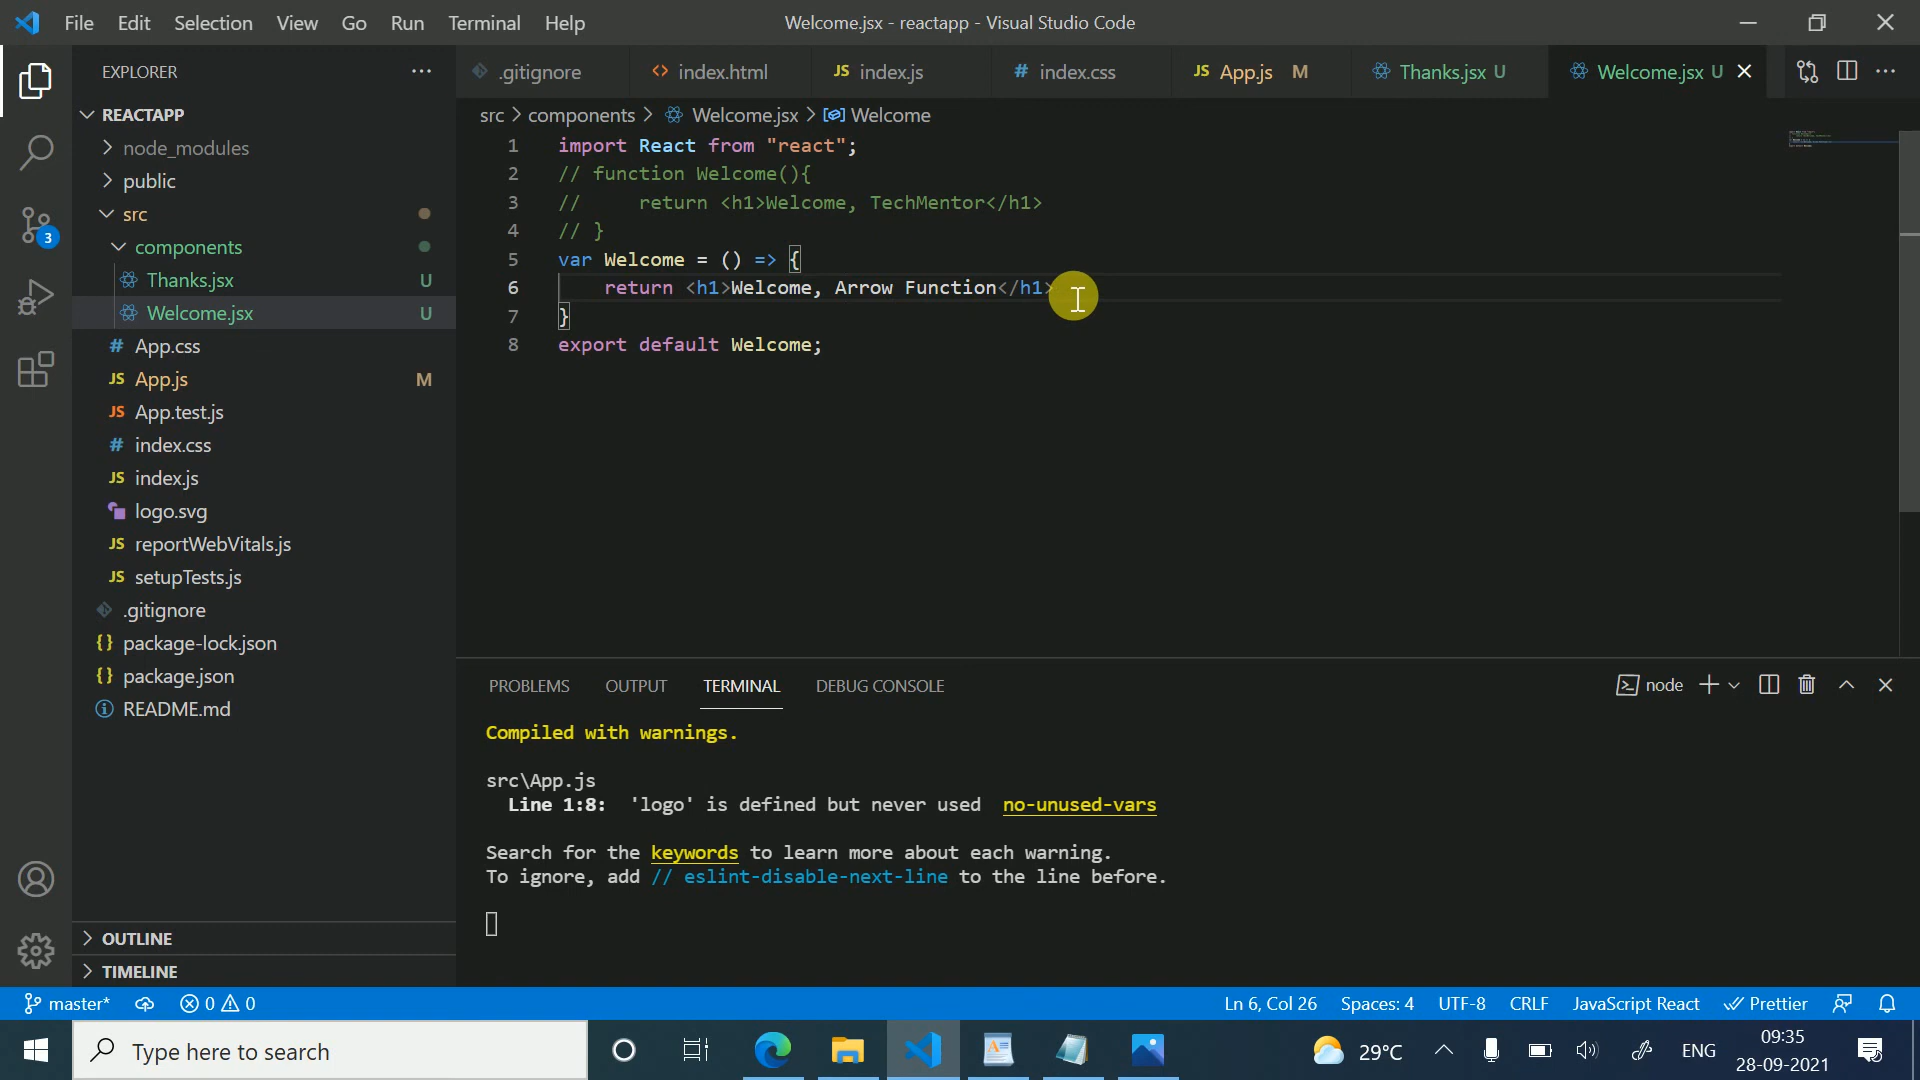 File Edit Selection View Go Run Terminal Help
Welcome.jsx - reactapp - Visual Studio Code
EXPLORER
REACTAPP
node_modules
public
src
components
Thanks.jsx U
Welcome.jsx U
# App.css
JS App.js M
JS App.test.js
# index.css
JS index.js
logo.svg
JS reportWebVitals.js
JS setupTests.js
.gitignore
{} package-lock.json
{} package.json
README.md
OUTLINE
TIMELINE
3
.gitignore
<> index.html
JS index.js
# index.css
JS App.js M
Thanks.jsx U
Welcome.jsx U
src > components > Welcome.jsx > Welcome
1 import React from "react";
2 // function Welcome(){
3 //     return <h1>Welcome, TechMentor</h1>
4 // }
5 var Welcome = () => {
6     return <h1>Welcome, Arrow Function</h1>
7 }
8 export default Welcome;
PROBLEMS OUTPUT TERMINAL DEBUG CONSOLE
node
Compiled with warnings.
src\App.js
Line 1:8:  'logo' is defined but never used  no-unused-vars
Search for the keywords to learn more about each warning.
To ignore, add // eslint-disable-next-line to the line before.
master* 0 0
Ln 6, Col 26 Spaces: 4 UTF-8 CRLF JavaScript React Prettier
Type here to search
29°C
ENG
09:35
28-09-2021